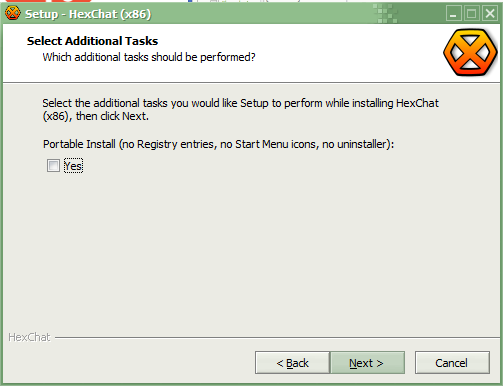 Setup - HexChat (x86)
Select Additional Tasks
Which additional tasks should be performed?
Select the additional tasks you would like Setup to perform while installing HexChat
(x86), then click Next.
Portable Install (no Registry entries, no Start Menu icons, no uninstaller):
Yes
HexChat
< Back
Next >
Cancel